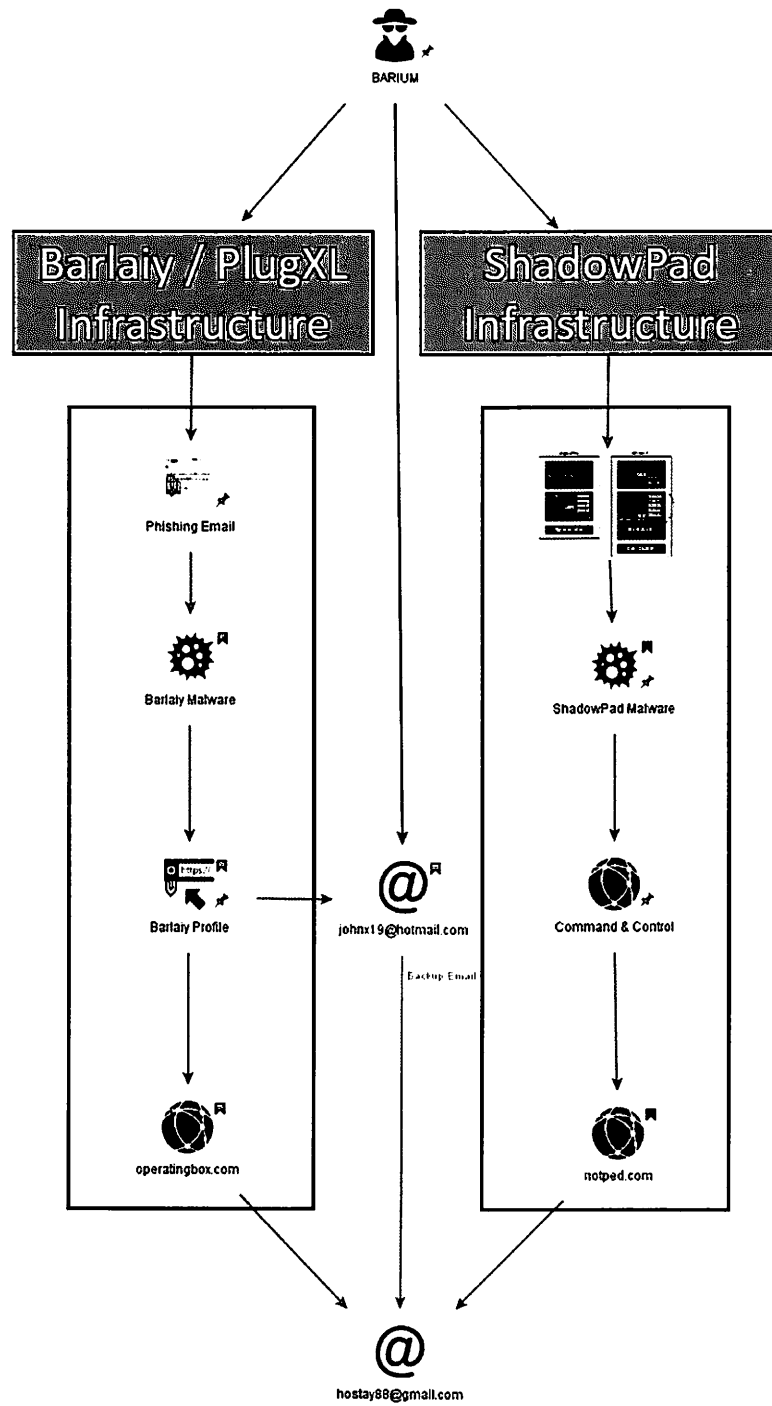 BARIUM
Barlaiy / PlugXL
Infrastructure
ShadowPad
Infrastructure
Phishing Email
Barlaiy Malware
ShadowPad Malware
https://
Barlaiy Profile
johnx19@hotmail.com
Command & Control
Backup Email
operatingbox.com
notped.com
hostay88@gmail.com